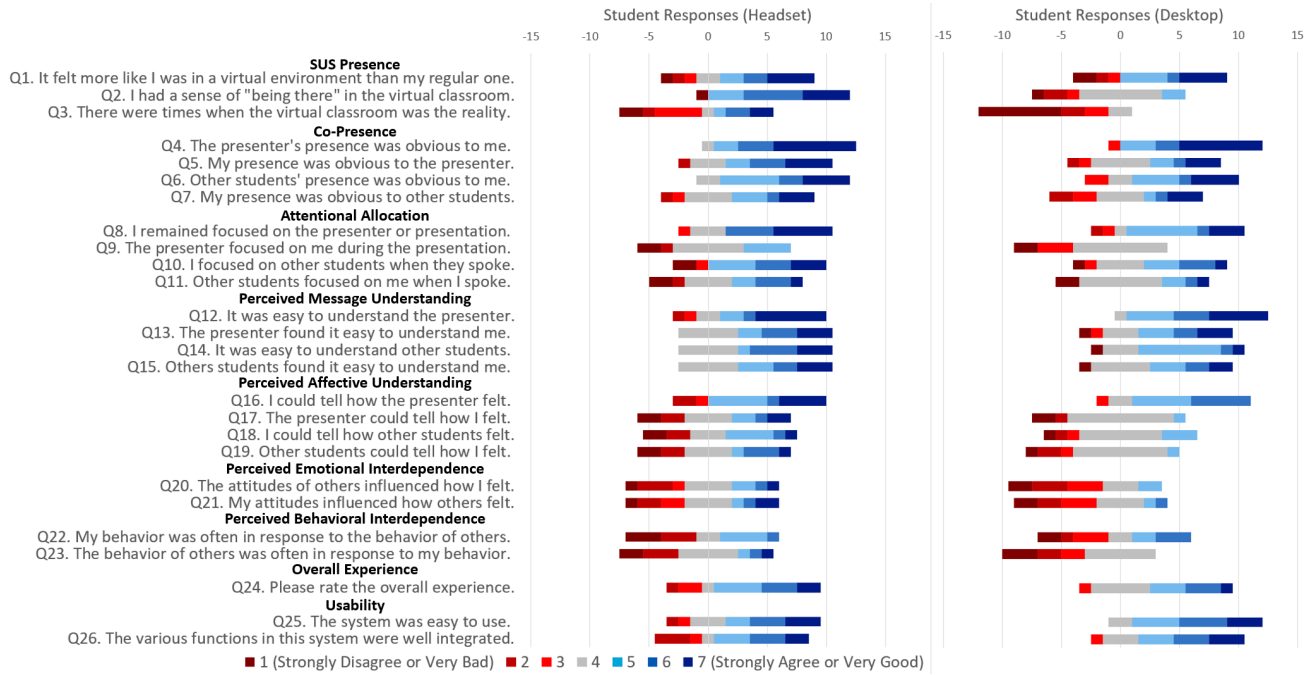 Student Responses (Headset) Student Responses (Desktop)
-15 -10 -5 0 5 10 15 -15 -10 -5 0 5 10 15
SUS Presence
Q1. It felt more like I was in a virtual environment than my regular one.
Q2. I had a sense of "being there" in the virtual classroom.
Q3. There were times when the virtual classroom was the reality.
Co-Presence
Q4. The presenter's presence was obvious to me.
Q5. My presence was obvious to the presenter.
Q6. Other students' presence was obvious to me.
Q7. My presence was obvious to other students.
Attentional Allocation
Q8. I remained focused on the presenter or presentation.
Q9. The presenter focused on me during the presentation.
Q10. I focused on other students when they spoke.
Q11. Other students focused on me when I spoke.
Perceived Message Understanding
Q12. It was easy to understand the presenter.
Q13. The presenter found it easy to understand me.
Q14. It was easy to understand other students.
Q15. Others students found it easy to understand me.
Perceived Affective Understanding
Q16. I could tell how the presenter felt.
Q17. The presenter could tell how I felt.
Q18. I could tell how other students felt.
Q19. Other students could tell how I felt.
Perceived Emotional Interdependence
Q20. The attitudes of others influenced how I felt.
Q21. My attitudes influenced how others felt.
Perceived Behavioral Interdependence
Q22. My behavior was often in response to the behavior of others.
Q23. The behavior of others was often in response to my behavior.
Overall Experience
Q24. Please rate the overall experience.
Usability
Q25. The system was easy to use.
Q26. The various functions in this system were well integrated.
1 (Strongly Disagree or Very Bad) 2 3 4 5 6 7 (Strongly Agree or Very Good)